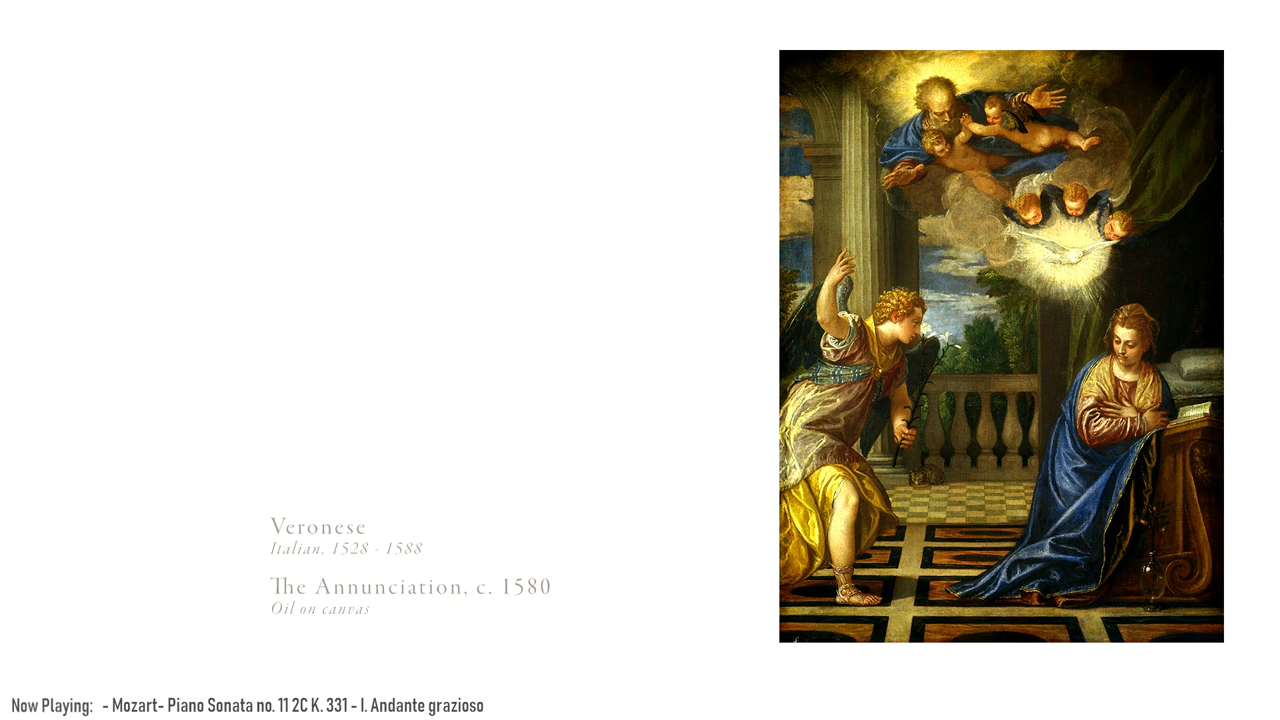 Veronese
Italian, 1528 - 1588
The Annunciation, c. 1580
Oil on canvas
Now Playing: - Mozart- Piano Sonata no. 11 2C K. 331 - I. Andante grazioso